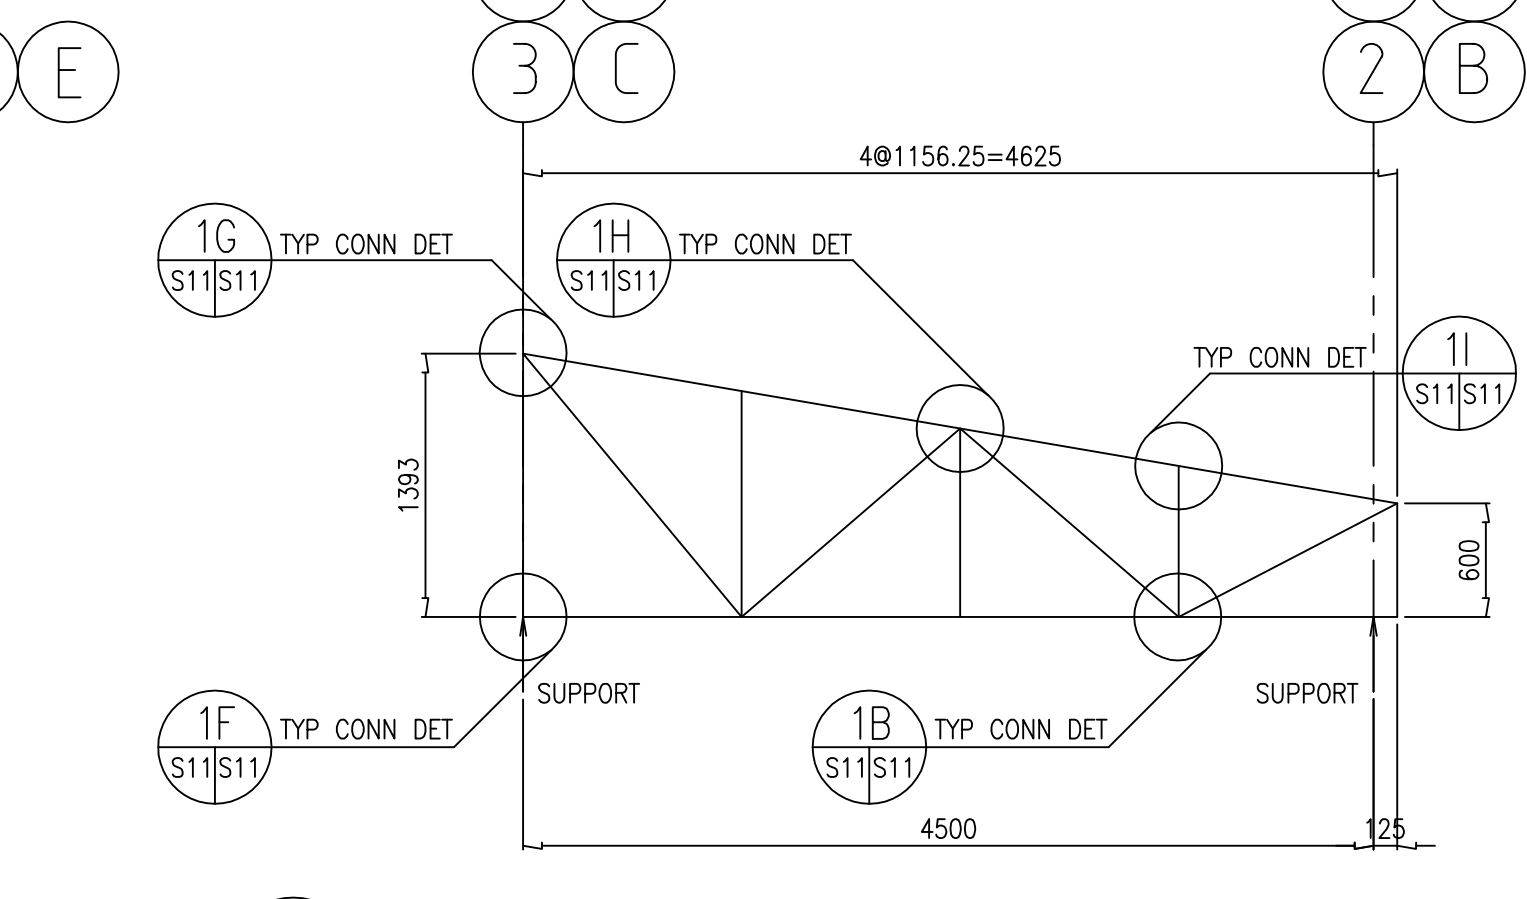 E
3 C
2 B
4@1156.25=4625
1G
TYP CONN DET
S11 S11
1H
TYP CONN DET
S11 S11
TYP CONN DET
1I
S11 S11
1393
600
SUPPORT
SUPPORT
1F
TYP CONN DET
S11 S11
1B
TYP CONN DET
S11 S11
4500
125